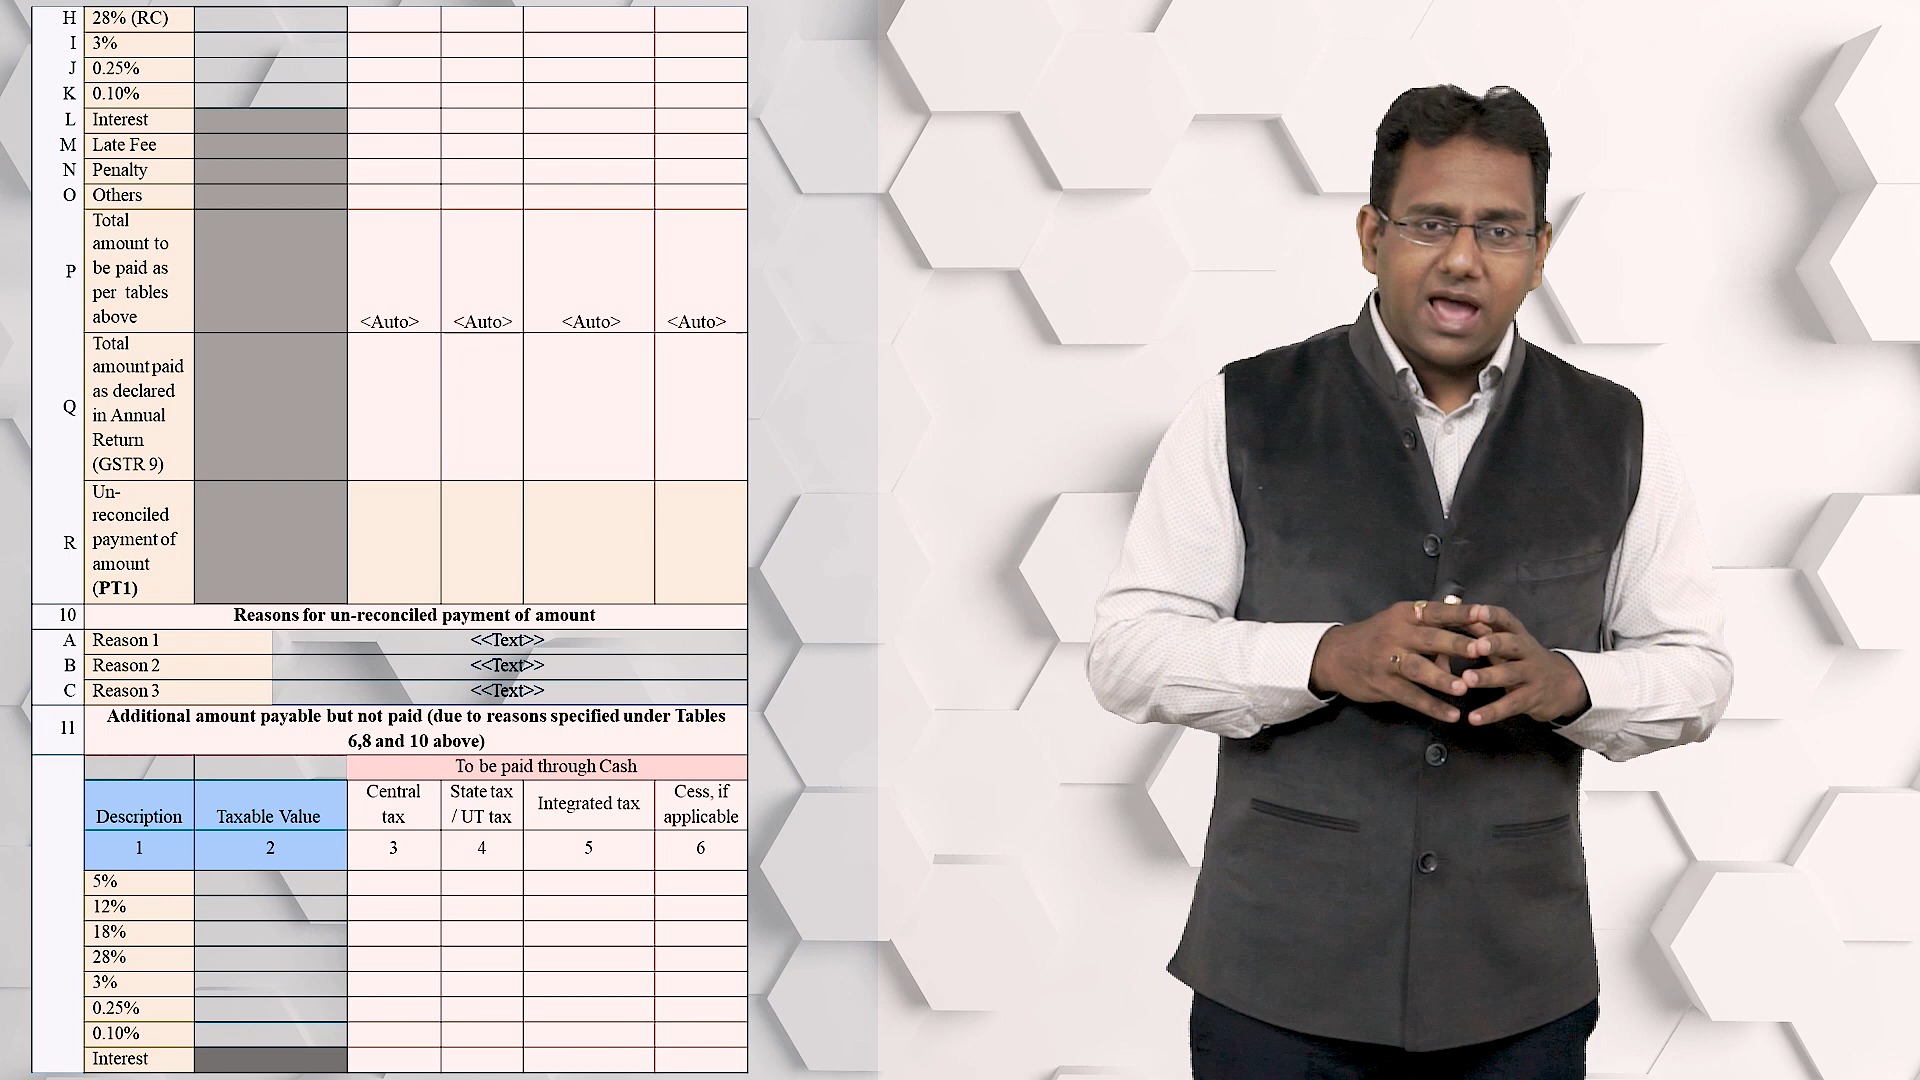 H 28% (RC)
I 3%
J 0.25%
K 0.10%
L Interest
M Late Fee
N Penalty
O Others
P Total
amount to
be paid as
per tables
above <Auto> <Auto> <Auto> <Auto>
Q Total
amount paid
as declared
in Annual
Return
(GSTR 9)
R Un-
reconciled
payment of
amount
(PT1)
10 Reasons for un-reconciled payment of amount
A Reason 1 <<Text>>
B Reason 2 <<Text>>
C Reason 3 <<Text>>
11 Additional amount payable but not paid (due to reasons specified under Tables
6,8 and 10 above)
To be paid through Cash
Description Taxable Value Central
tax State tax
/ UT tax Integrated tax Cess, if
applicable
1 2 3 4 5 6
5%
12%
18%
28%
3%
0.25%
0.10%
Interest